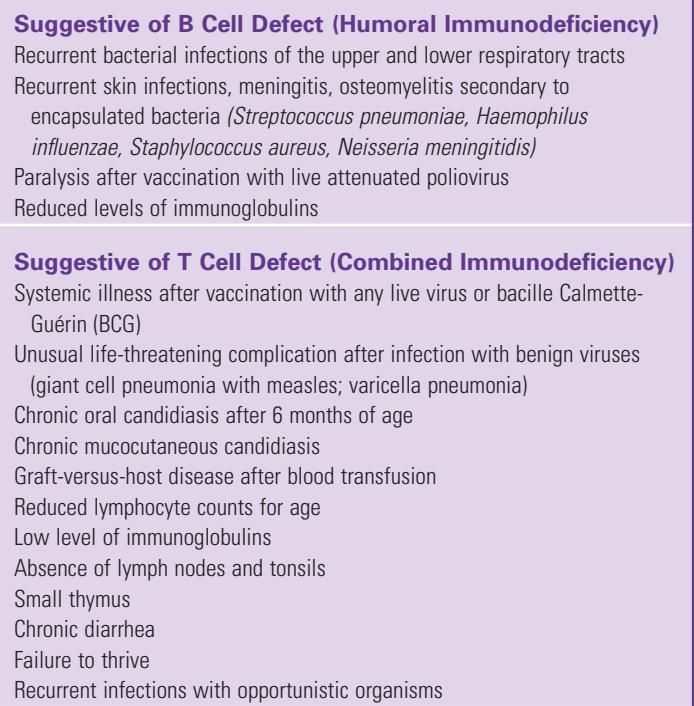 Suggestive of B Cell Defect (Humoral Immunodeficiency)
Recurrent bacterial infections of the upper and lower respiratory tracts
Recurrent skin infections, meningitis, osteomyelitis secondary to
encapsulated bacteria (Streptococcus pneumoniae, Haemophilus
influenzae, Staphylococcus aureus, Neisseria meningitidis)
Paralysis after vaccination with live attenuated poliovirus
Reduced levels of immunoglobulins
Suggestive of T Cell Defect (Combined Immunodeficiency)
Systemic illness after vaccination with any live virus or bacille Calmette-
Guérin (BCG)
Unusual life-threatening complication after infection with benign viruses
(giant cell pneumonia with measles; varicella pneumonia)
Chronic oral candidiasis after 6 months of age
Chronic mucocutaneous candidiasis
Graft-versus-host disease after blood transfusion
Reduced lymphocyte counts for age
Low level of immunoglobulins
Absence of lymph nodes and tonsils
Small thymus
Chronic diarrhea
Failure to thrive
Recurrent infections with opportunistic organisms